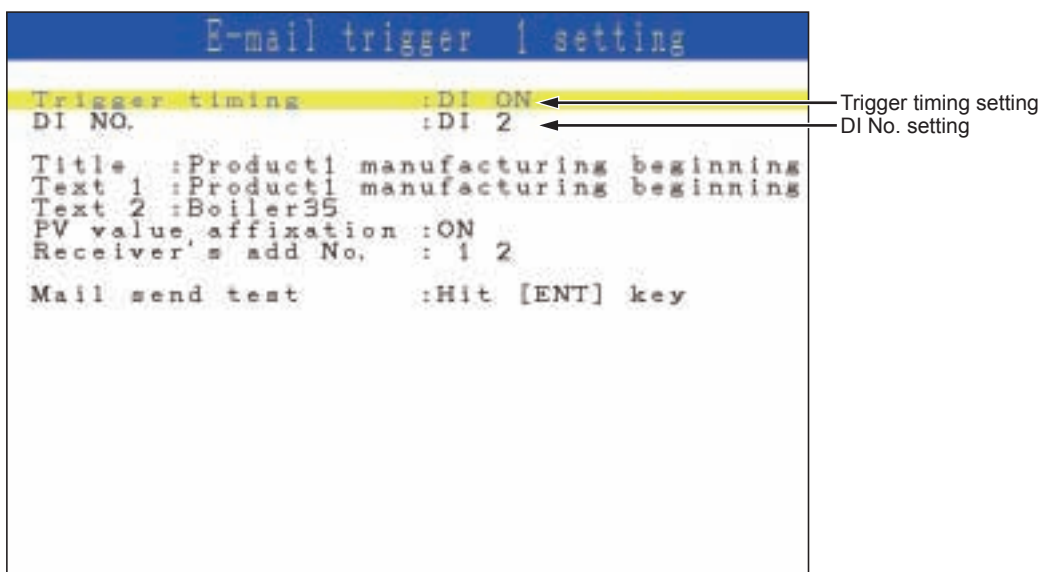 E-mail trigger 1 setting
Trigger timing :DI ON
Trigger timing setting
DI NO. :DI 2
DI No. setting
Title :Product1 manufacturing beginning
Text 1 :Product1 manufacturing beginning
Text 2 :Boiler35
PV value affixation :ON
Receiver's add No. : 1 2
Mail send test :Hit [ENT] key